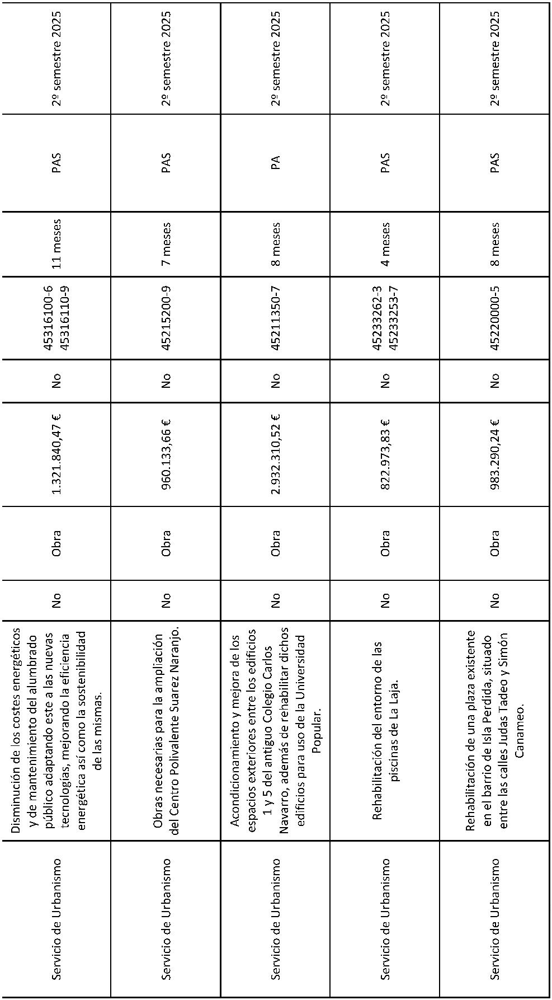 Servicio de Urbanismo
Disminución de los costes energéticos
y de mantenimiento del alumbrado
público adaptando este a las nuevas
tecnologías, mejorando la eficiencia
energética así como la sostenibilidad
de las mismas.
No
Obra
1.321.840,47 €
No
45316100-6
45316110-9
11 meses
PAS
2º semestre 2025
Servicio de Urbanismo
Obras necesarias para la ampliación
del Centro Polivalente Suarez Naranjo.
No
Obra
960.133,66 €
No
45215200-9
7 meses
PAS
2º semestre 2025
Servicio de Urbanismo
Acondicionamiento y mejora de los
espacios exteriores entre los edificios
1 y 5 del antiguo Colegio Carlos
Navarro, además de rehabilitar dichos
edificios para uso de la Universidad
Popular.
No
Obra
2.932.310,52 €
No
45211350-7
8 meses
PA
2º semestre 2025
Servicio de Urbanismo
Rehabilitación del entorno de las
piscinas de La Laja.
No
Obra
822.973,83 €
No
45233262-3
45233253-7
4 meses
PAS
2º semestre 2025
Servicio de Urbanismo
Rehabilitación de una plaza existente
en el barrio de Isla Perdida, situado
entre las calles Judas Tadeo y Simón
Canameo.
No
Obra
983.290,24 €
No
45220000-5
8 meses
PAS
2º semestre 2025